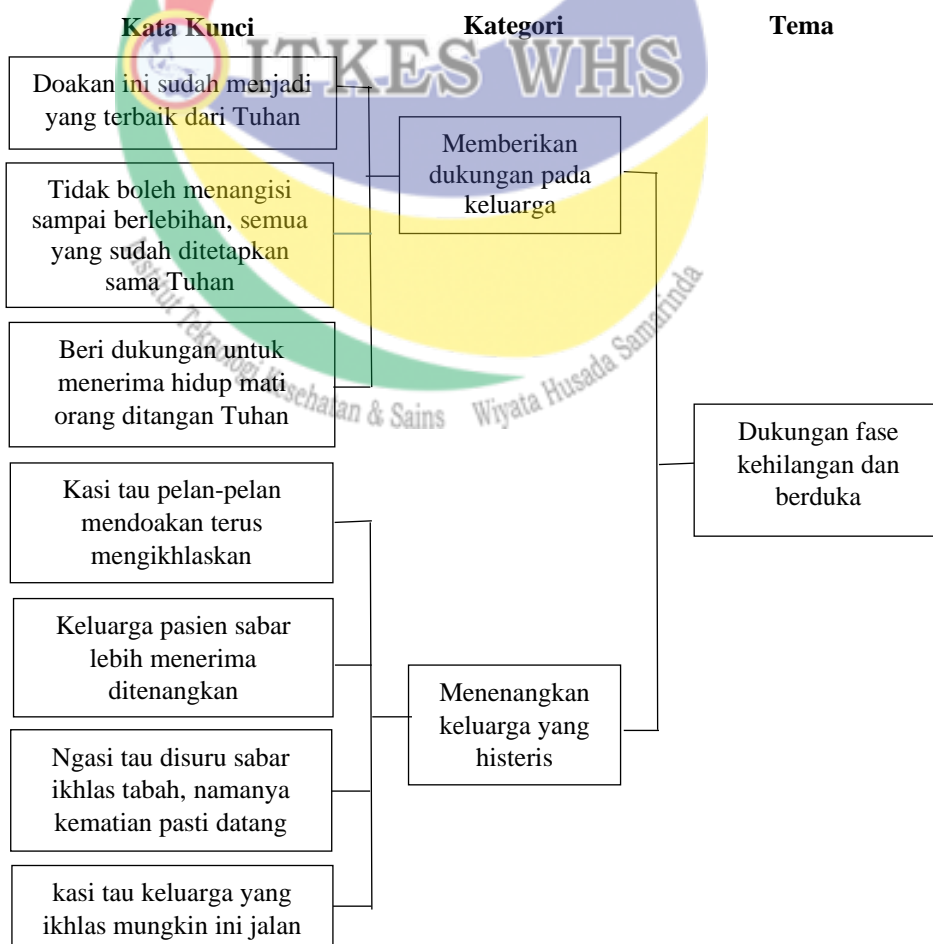 Kata Kunci
Kategori
Tema
ITKES WHS
Doakan ini sudah menjadi
yang terbaik dari Tuhan
Tidak boleh menangisi
sampai berlebihan, semua
yang sudah ditetapkan
sama Tuhan
Beri dukungan untuk
menerima hidup mati
orang ditangan Tuhan
Kasi tau pelan-pelan
mendoakan terus
mengikhlaskan
Keluarga pasien sabar
lebih menerima
ditenangkan
Ngasi tau disuru sabar
ikhlas tabah, namanya
kematian pasti datang
kasi tau keluarga yang
ikhlas mungkin ini jalan
Memberikan
dukungan pada
keluarga
Menenangkan
keluarga yang
histeris
Dukungan fase
kehilangan dan
berduka
Institut Teknologi Kesehatan & Sains Wiyata Husada Samarinda